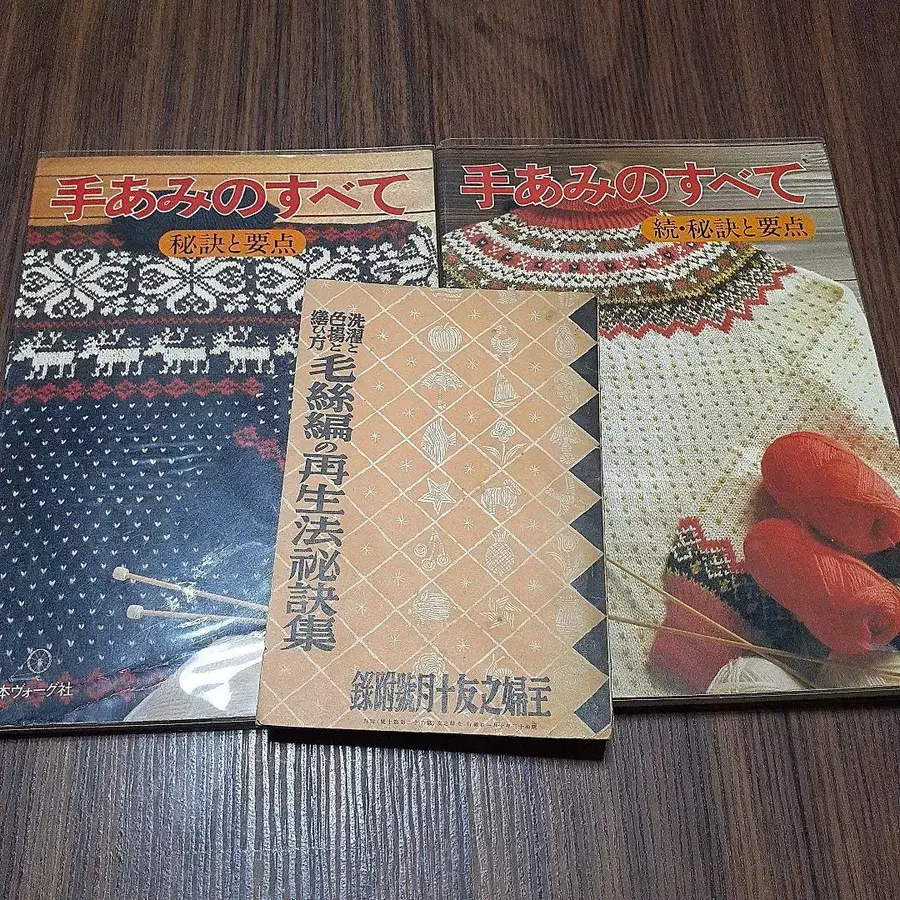 手あみのすべて
秘訣と要点
本ヴォーグ社
手あみのすべて
続・秘訣と要点
洗濯と
色揚と
繕ひ方
毛絲編の再生法祕訣集
主婦之友十月號附錄